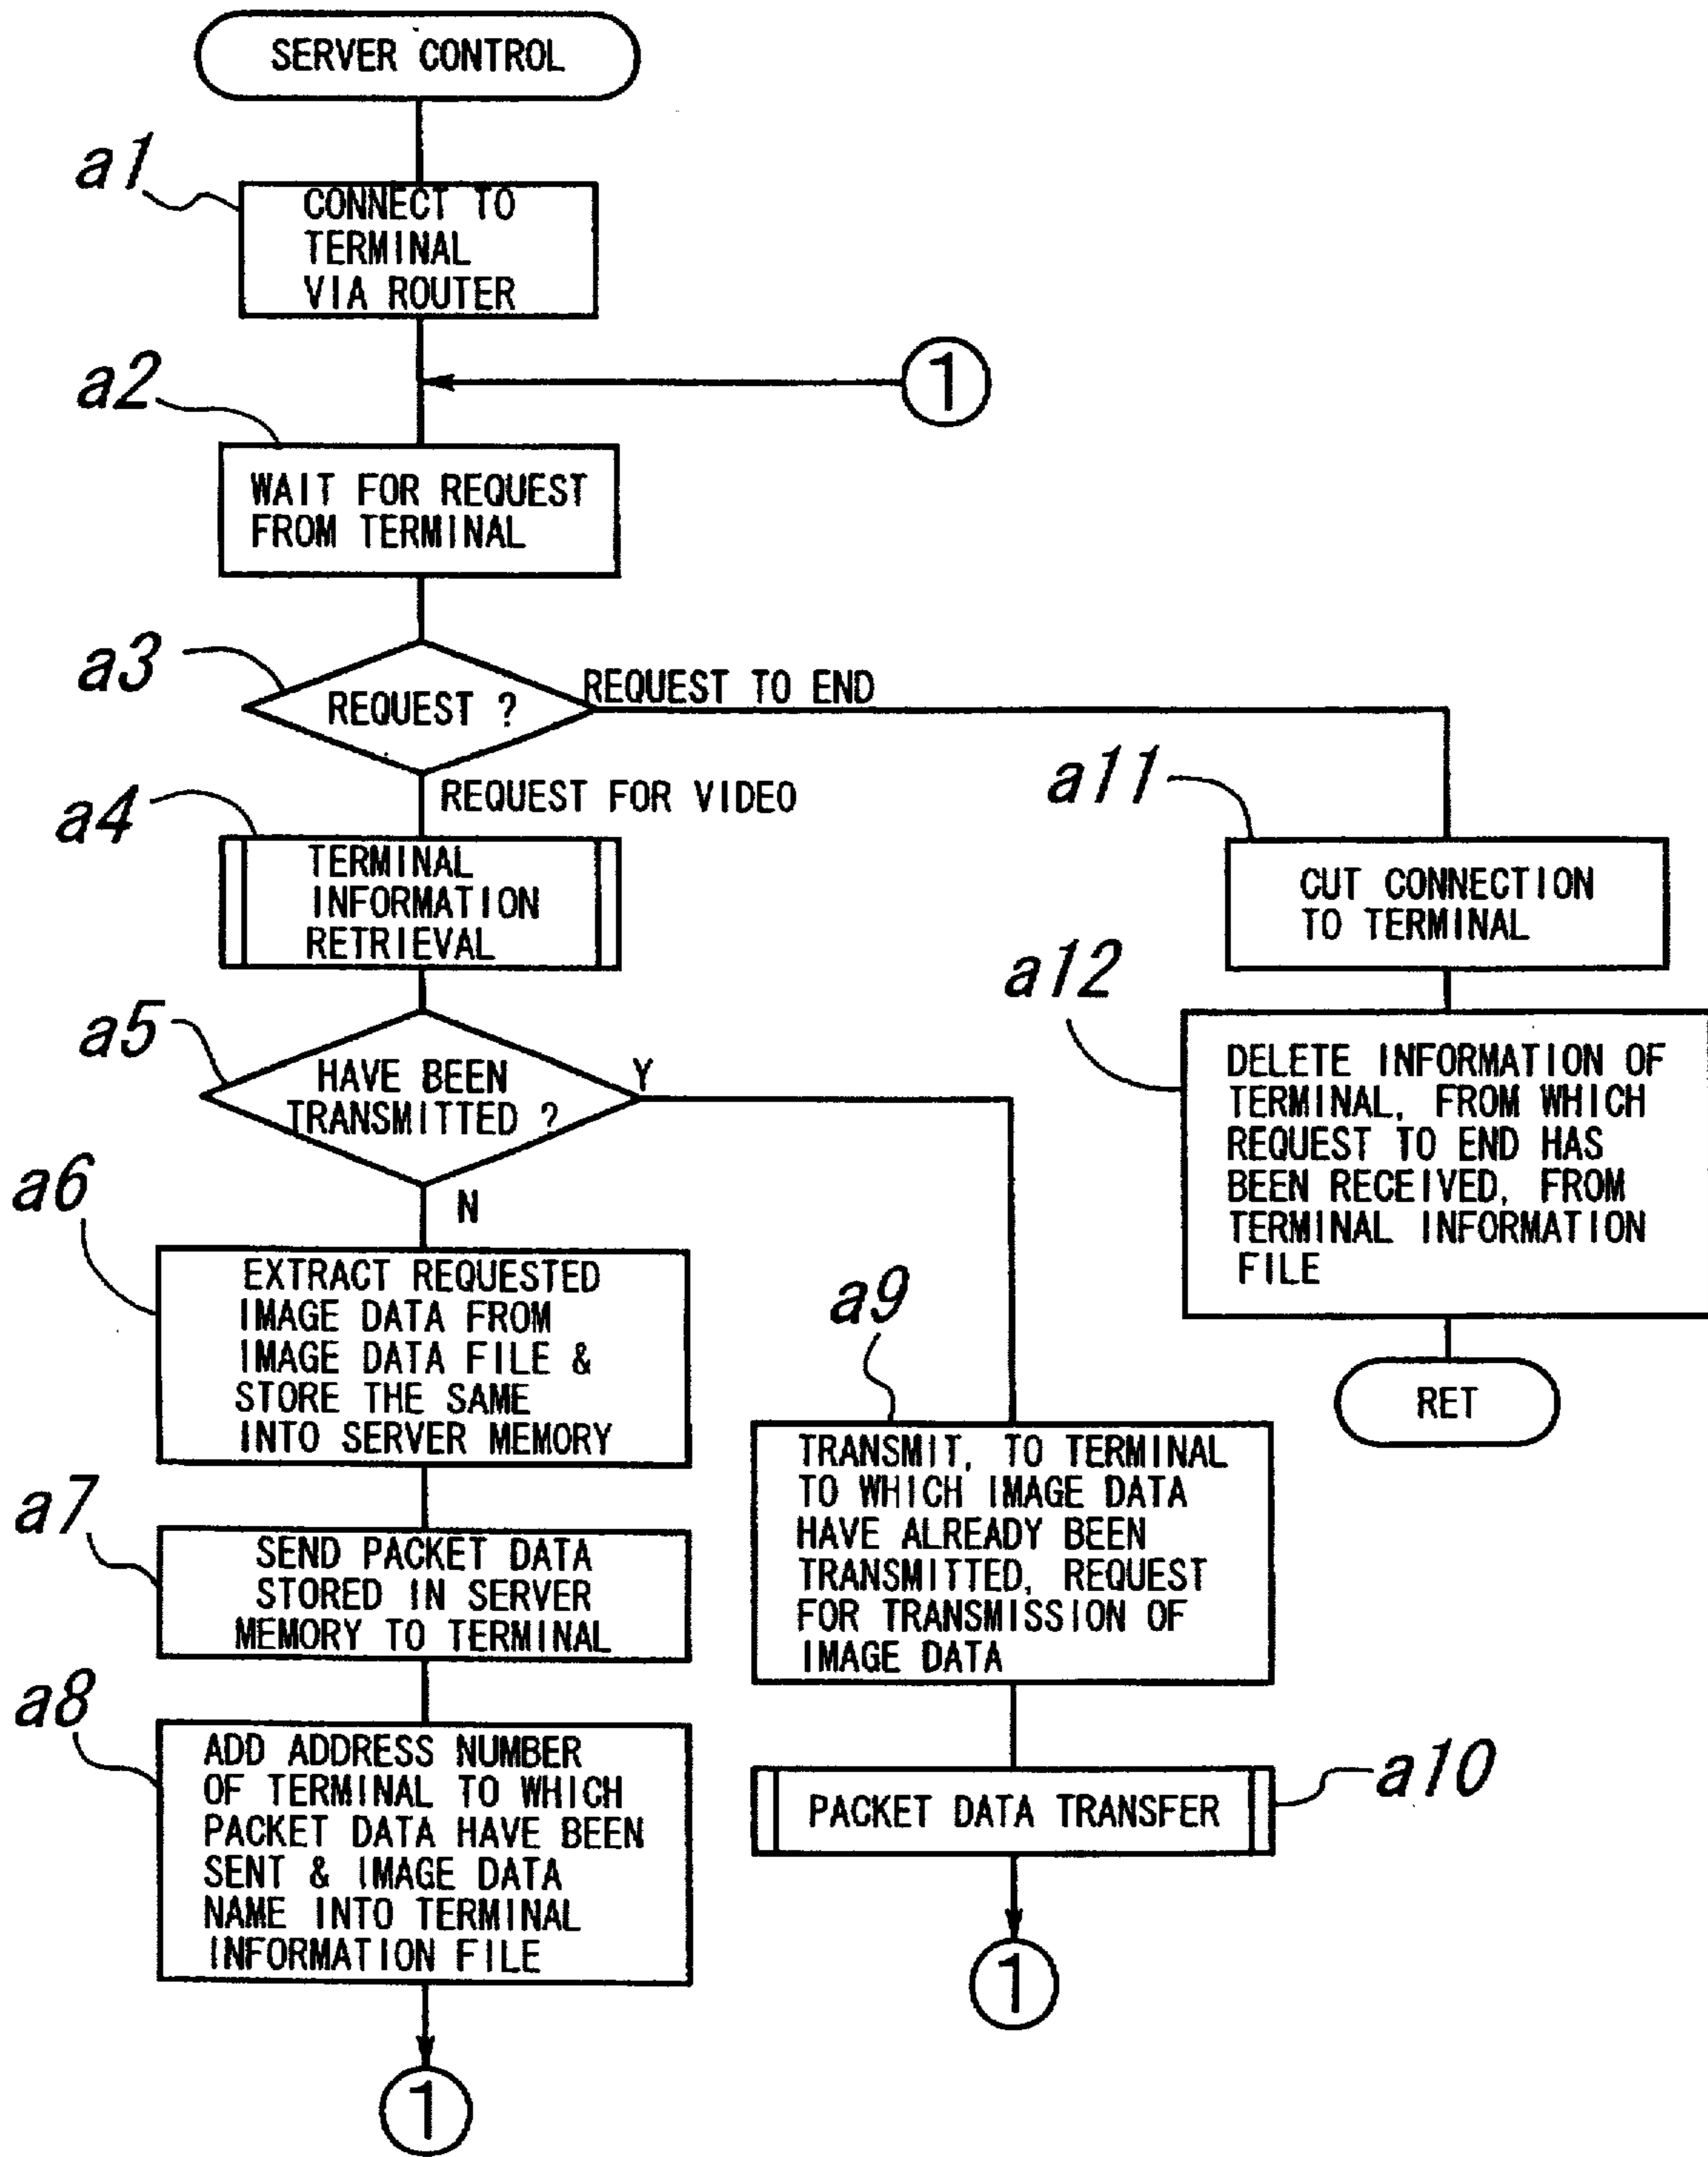 SERVER CONTROL
a1
CONNECT TO
TERMINAL
VIA ROUTER
1
a2
WAIT FOR REQUEST
FROM TERMINAL
a3
REQUEST ?
REQUEST TO END
REQUEST FOR VIDEO
a4
TERMINAL
INFORMATION
RETRIEVAL
a5
HAVE BEEN
TRANSMITTED ?
Y
N
a6
EXTRACT REQUESTED
IMAGE DATA FROM
IMAGE DATA FILE &
STORE THE SAME
INTO SERVER MEMORY
a7
SEND PACKET DATA
STORED IN SERVER
MEMORY TO TERMINAL
a8
ADD ADDRESS NUMBER
OF TERMINAL TO WHICH
PACKET DATA HAVE BEEN
SENT & IMAGE DATA
NAME INTO TERMINAL
INFORMATION FILE
1
a9
TRANSMIT, TO TERMINAL
TO WHICH IMAGE DATA
HAVE ALREADY BEEN
TRANSMITTED, REQUEST
FOR TRANSMISSION OF
IMAGE DATA
a10
PACKET DATA TRANSFER
1
a11
CUT CONNECTION
TO TERMINAL
a12
DELETE INFORMATION OF
TERMINAL, FROM WHICH
REQUEST TO END HAS
BEEN RECEIVED, FROM
TERMINAL INFORMATION
FILE
RET